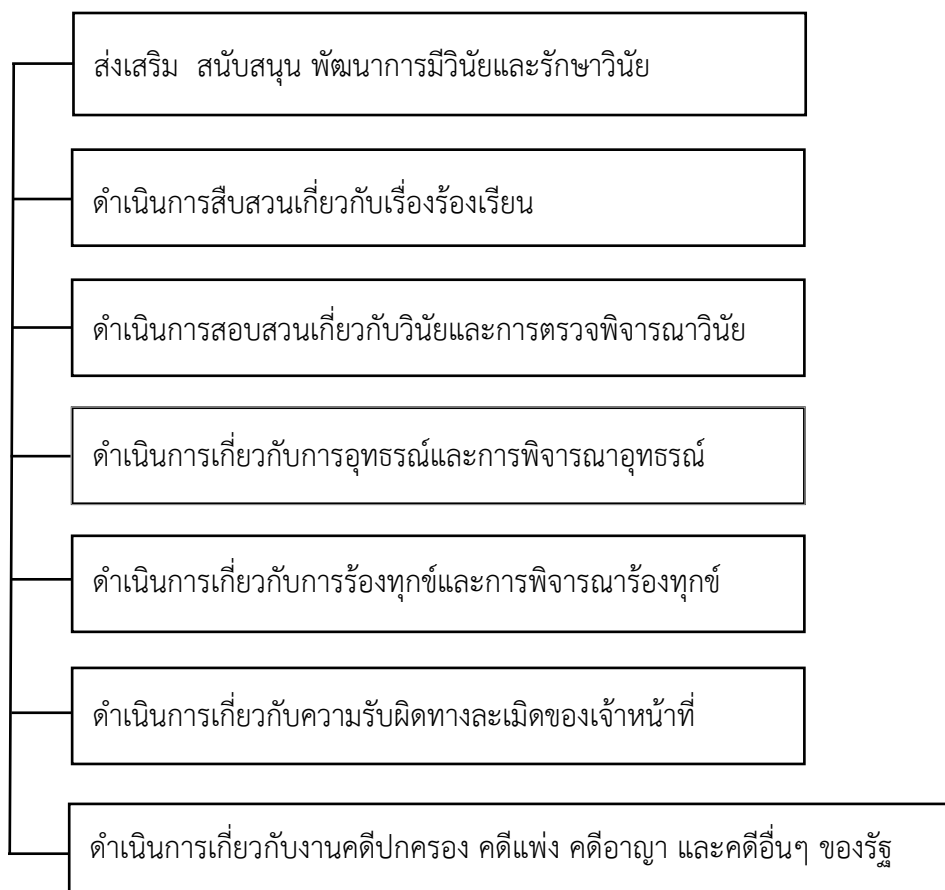 ส่งเสริม  สนับสนุน พัฒนาการมีวินัยและรักษาวินัย
ดำเนินการสืบสวนเกี่ยวกับเรื่องร้องเรียน
ดำเนินการสอบสวนเกี่ยวกับวินัยและการตรวจพิจารณาวินัย
ดำเนินการเกี่ยวกับการอุทธรณ์และการพิจารณาอุทธรณ์
ดำเนินการเกี่ยวกับการร้องทุกข์และการพิจารณาร้องทุกข์
ดำเนินการเกี่ยวกับความรับผิดทางละเมิดของเจ้าหน้าที่
ดำเนินการเกี่ยวกับงานคดีปกครอง คดีแพ่ง คดีอาญา และคดีอื่นๆ ของรัฐ